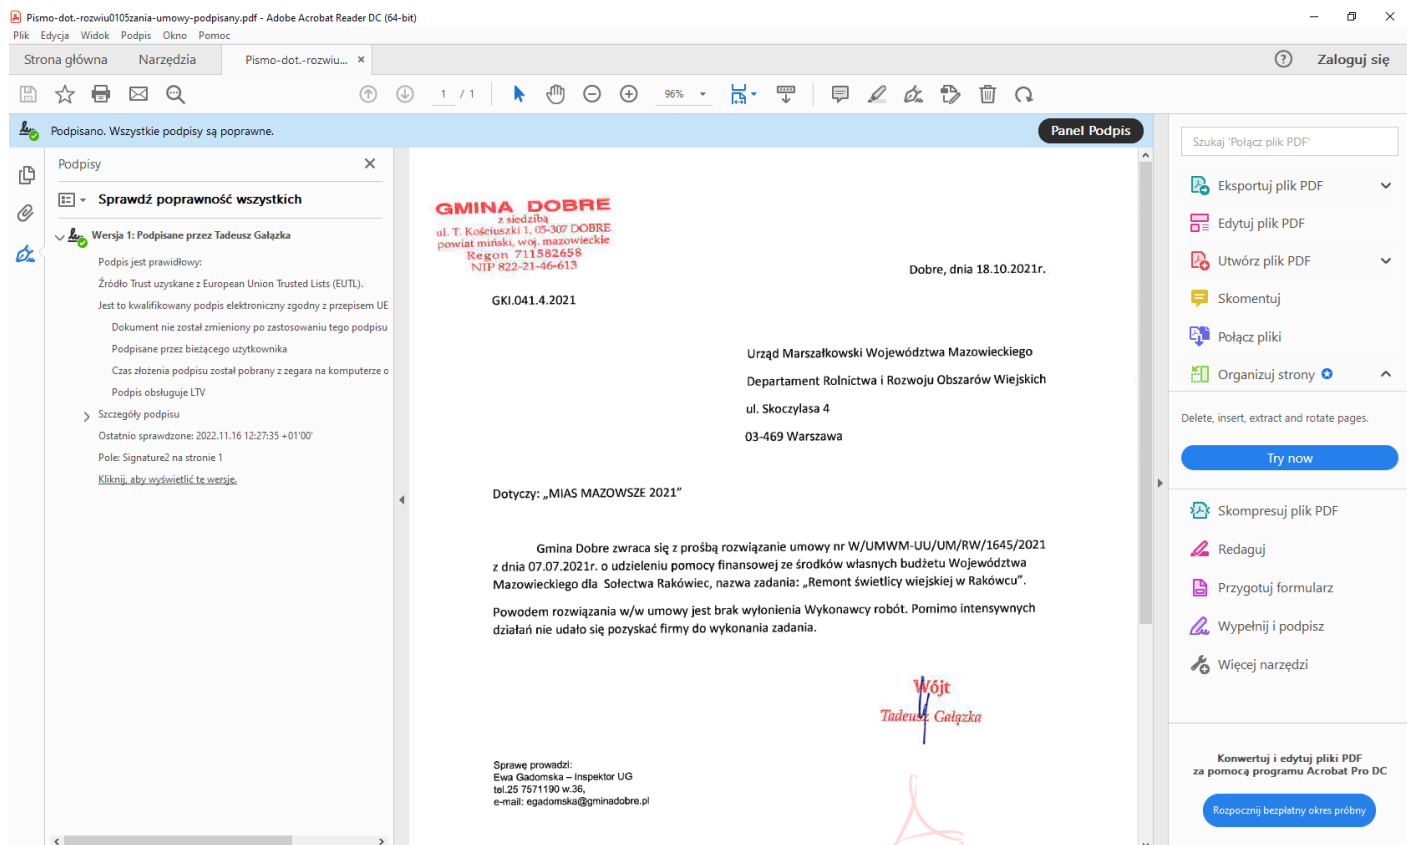 Pismo-dot.-rozwiu0105zania-umowy-podpisany.pdf - Adobe Acrobat Reader DC (64-bit)
Plik Edycja Widok Podpis Okno Pomoc
Strona główna Narzędzia Pismo-dot.-rozwiu... × Zaloguj się
1 / 1 96%
Podpisano. Wszystkie podpisy są poprawne. Panel Podpis
Podpisy
Sprawdź poprawność wszystkich
Wersja 1: Podpisane przez Tadeusz Gałązka
Podpis jest prawidłowy:
Źródło Trust uzyskane z European Union Trusted Lists (EUTL).
Jest to kwalifikowany podpis elektroniczny zgodny z przepisem UE
Dokument nie został zmieniony po zastosowaniu tego podpisu
Podpisane przez bieżącego użytkownika
Czas złożenia podpisu został pobrany z zegara na komputerze o
Podpis obsługuje LTV
Szczegóły podpisu
Ostatnio sprawdzone: 2022.11.16 12:27:35 +01'00'
Pole: Signature2 na stronie 1
Kliknij, aby wyświetlić tę wersję.
GMINA DOBRE
z siedzibą
ul. T. Kościuszki 1, 05-307 DOBRE
powiat miński, woj. mazowieckie
Regon 711582658
NIP 822-21-46-613
Dobre, dnia 18.10.2021r.
GKI.041.4.2021
Urząd Marszałkowski Województwa Mazowieckiego
Departament Rolnictwa i Rozwoju Obszarów Wiejskich
ul. Skoczylasa 4
03-469 Warszawa
Dotyczy: „MIAS MAZOWSZE 2021”
Gmina Dobre zwraca się z prośbą rozwiązanie umowy nr W/UMWM-UU/UM/RW/1645/2021
z dnia 07.07.2021r. o udzieleniu pomocy finansowej ze środków własnych budżetu Województwa
Mazowieckiego dla Sołectwa Rakówiec, nazwa zadania: „Remont świetlicy wiejskiej w Rakówcu”.
Powodem rozwiązania w/w umowy jest brak wyłonienia Wykonawcy robót. Pomimo intensywnych
działań nie udało się pozyskać firmy do wykonania zadania.
Wójt
Tadeusz Gałązka
Sprawę prowadzi:
Ewa Gadomska – Inspektor UG
tel.25 7571190 w.36,
e-mail: egadomska@gminadobre.pl
Szukaj 'Połącz plik PDF'
Eksportuj plik PDF
Edytuj plik PDF
Utwórz plik PDF
Skomentuj
Połącz pliki
Organizuj strony
Delete, insert, extract and rotate pages.
Try now
Skompresuj plik PDF
Redaguj
Przygotuj formularz
Wypełnij i podpisz
Więcej narzędzi
Konwertuj i edytuj pliki PDF
za pomocą programu Acrobat Pro DC
Rozpocznij bezpłatny okres próbny